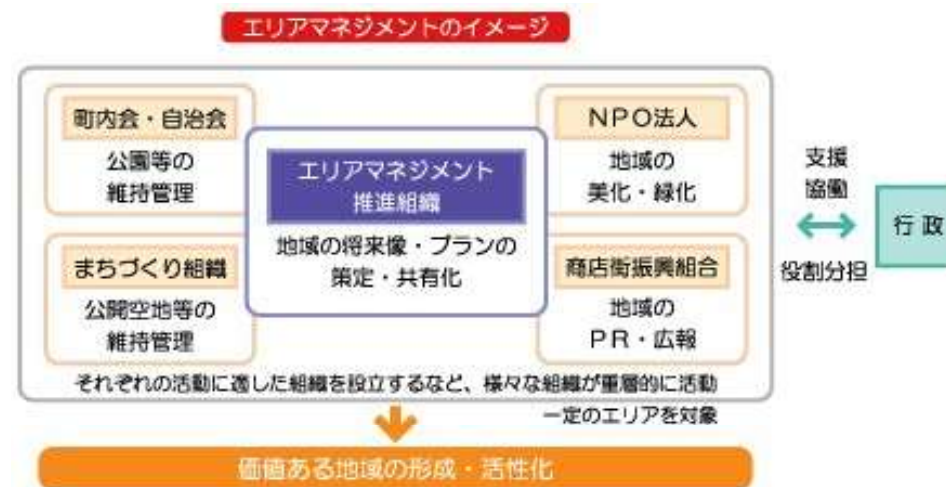 エリアマネジメントのイメージ
町内会・自治会
公園等の
維持管理
NPO法人
地域の
美化・緑化
エリアマネジメント
推進組織
地域の将来像・プランの
策定・共有化
まちづくり組織
公開空地等の
維持管理
商店街振興組合
地域の
PR・広報
それぞれの活動に適した組織を設立するなど、様々な組織が重層的に活動
一定のエリアを対象
支援
協働
役割分担
行政
価値ある地域の形成・活性化